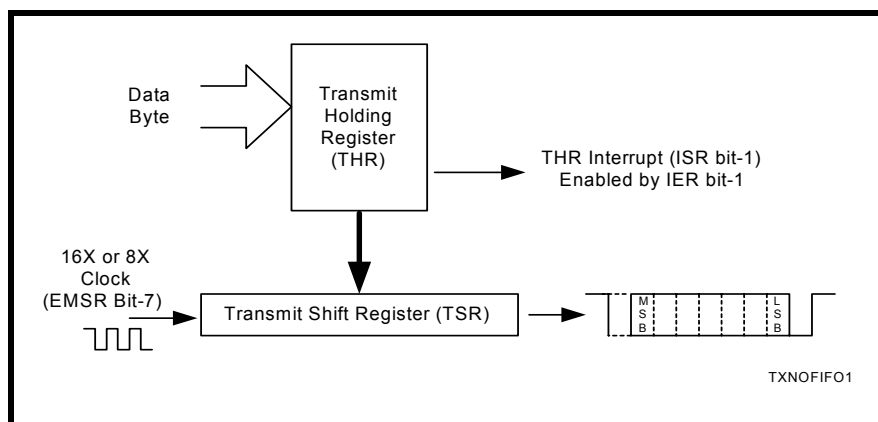 Data
Byte
Transmit
Holding
Register
(THR)
THR Interrupt (ISR bit-1)
Enabled by IER bit-1
16X or 8X
Clock
(EMSR Bit-7)
Transmit Shift Register (TSR)
M
S
B
L
S
B
TXNOFIFO1